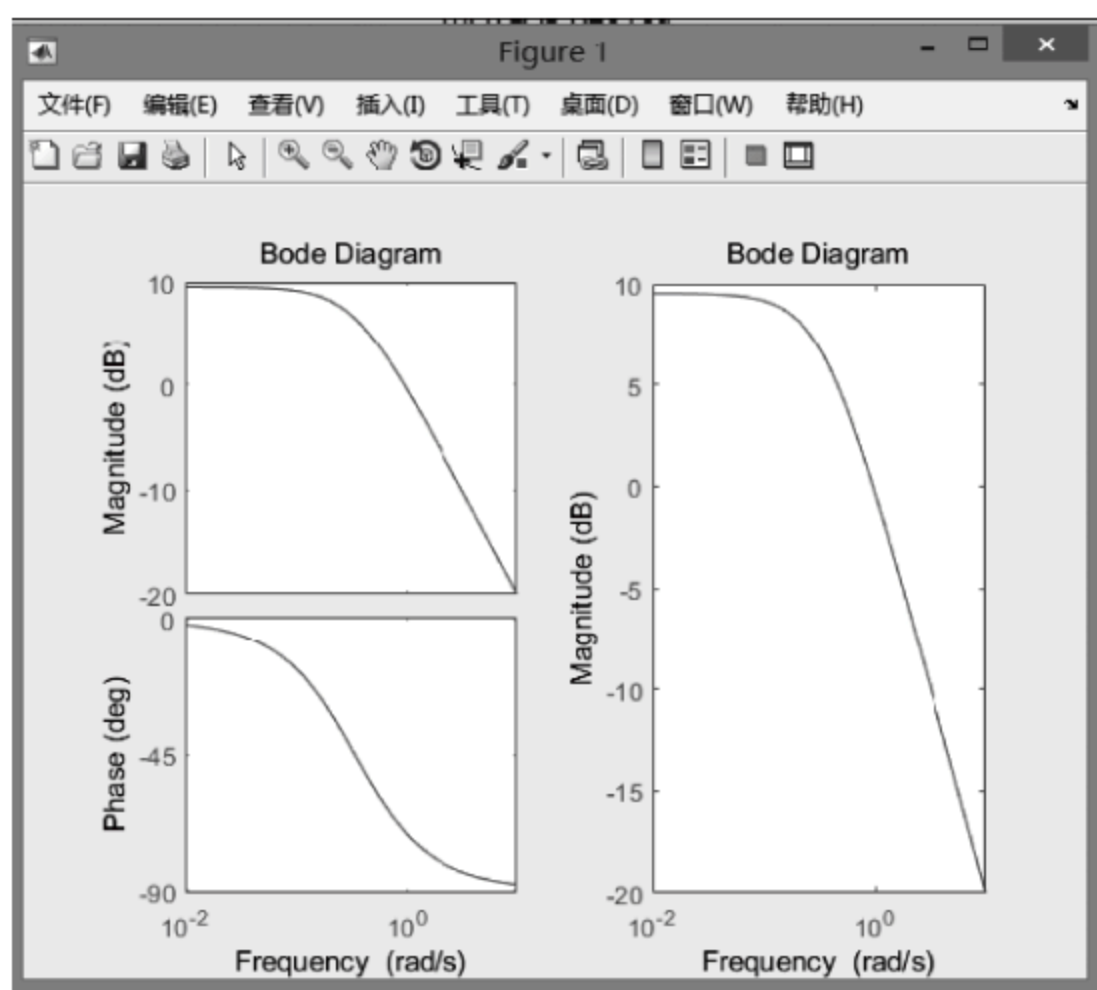 Figure 1
文件(F) 编辑(E) 查看(V) 插入(I) 工具(T) 桌面(D) 窗口(W) 帮助(H)
Bode Diagram
Magnitude (dB)
10
0
-10
-20
Phase (deg)
0
-45
-90
10^-2 10^0
Frequency (rad/s)
Bode Diagram
Magnitude (dB)
10
5
0
-5
-10
-15
-20
10^-2 10^0
Frequency (rad/s)